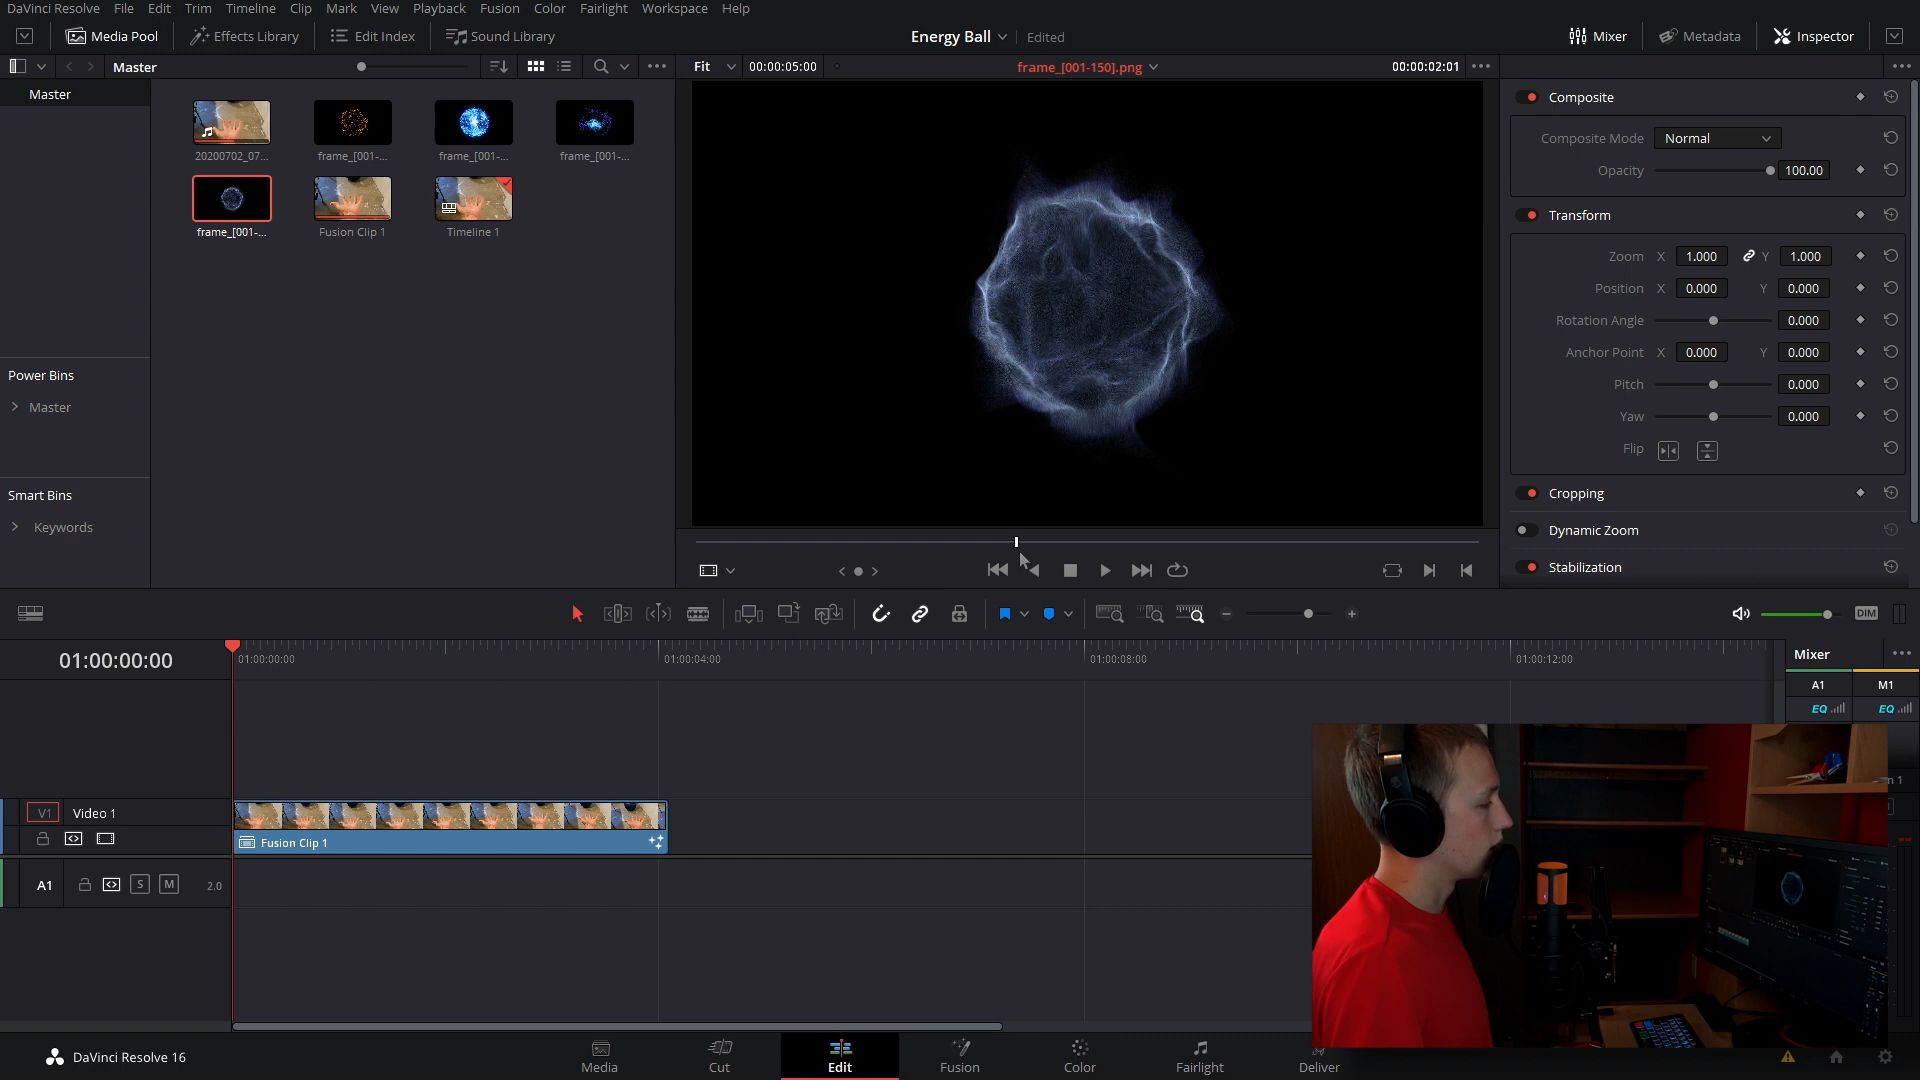 DaVinci Resolve File Edit Trim Timeline Clip Mark View Playback Fusion Color Fairlight Workspace Help
Media Pool Effects Library Edit Index Sound Library Energy Ball Edited Mixer Metadata Inspector
Master Fit 00:00:05:00 frame_[001-150].png 00:00:02:01
Master
20200702_07... frame_[001-... frame_[001-... frame_[001-...
frame_[001-... Fusion Clip 1 Timeline 1
Power Bins
Master
Smart Bins
Keywords
Composite
Composite Mode Normal
Opacity 100.00
Transform
Zoom X 1.000 Y 1.000
Position X 0.000 Y 0.000
Rotation Angle 0.000
Anchor Point X 0.000 Y 0.000
Pitch 0.000
Yaw 0.000
Flip
Cropping
Dynamic Zoom
Stabilization
DIM
01:00:00:00 01:00:00:00 01:00:04:00 01:00:08:00 01:00:12:00
Mixer
A1 M1
EQ EQ
V1 Video 1
Fusion Clip 1
A1 S M 2.0
DaVinci Resolve 16
Media Cut Edit Fusion Color Fairlight Deliver